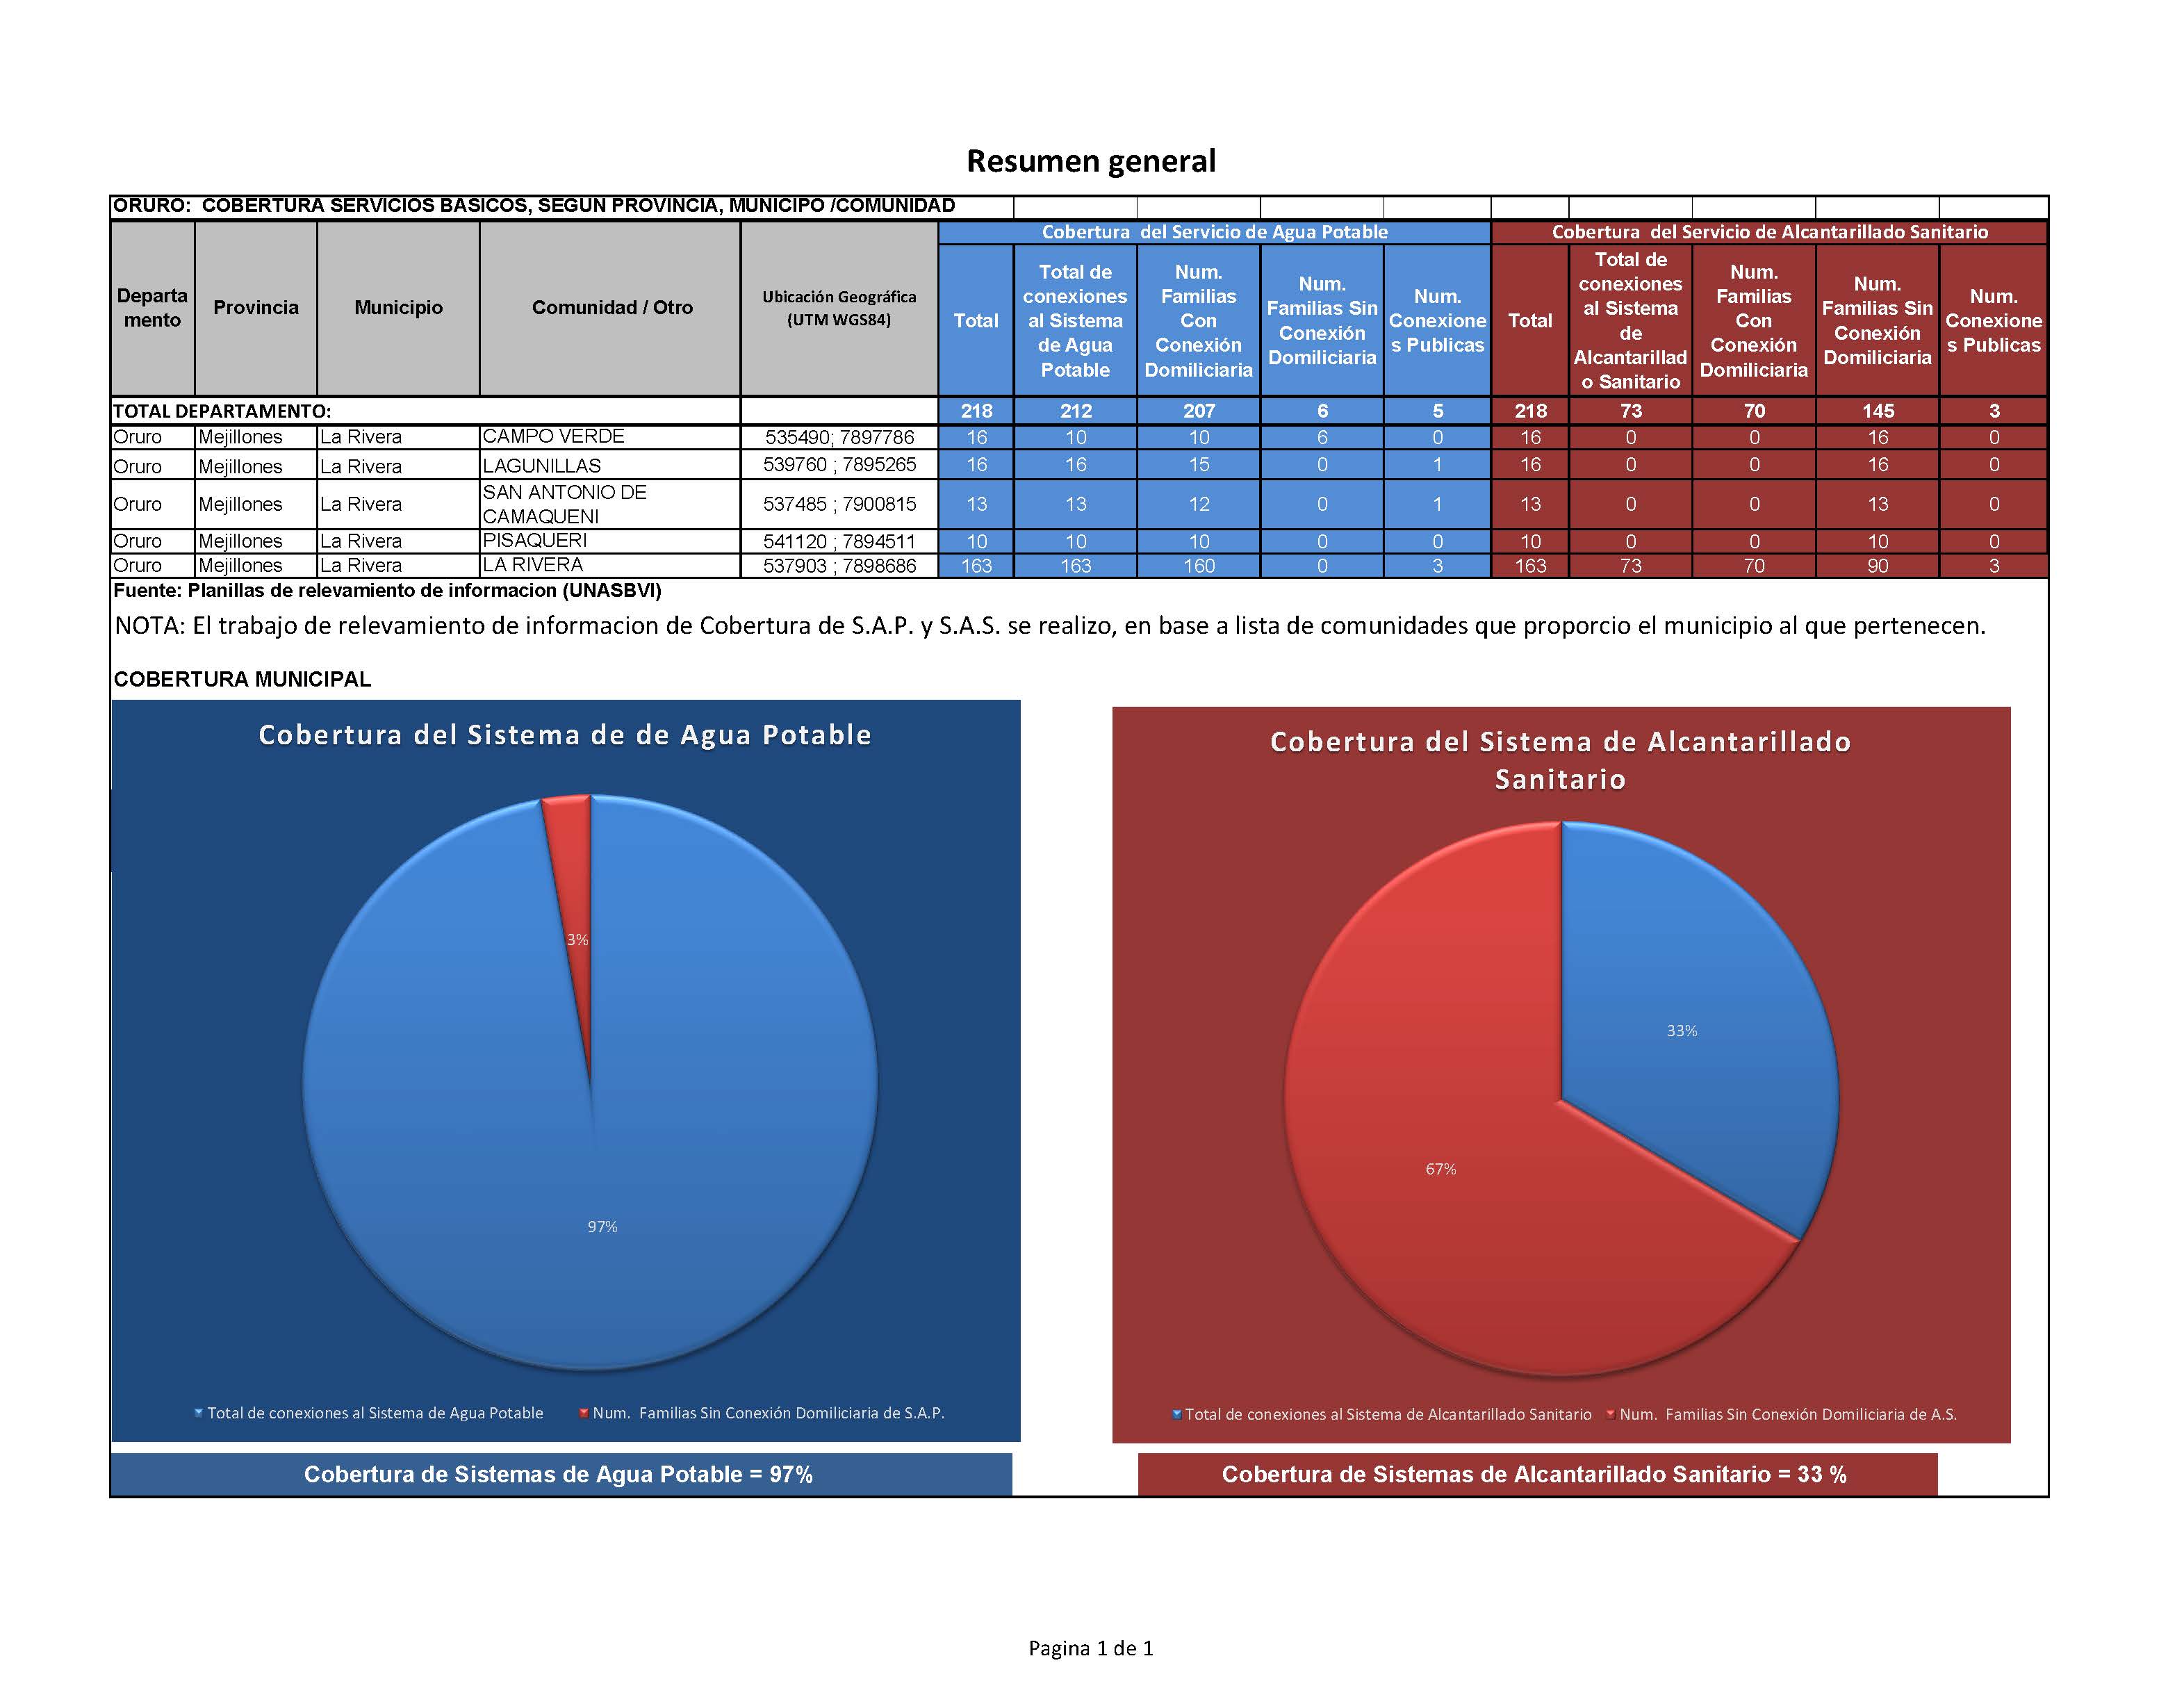 Resumen general
ORURO:  COBERTURA SERVICIOS BASICOS, SEGUN PROVINCIA, MUNICIPO /COMUNIDAD
Cobertura  del Servicio de Agua Potable
Cobertura  del Servicio de Alcantarillado Sanitario
Departa
mento
Provincia
Municipio
Comunidad / Otro
Ubicación Geográfica
(UTM WGS84)
Total
Total de
conexiones
al Sistema
de Agua
Potable
Num.
Familias
Con
Conexión
Domiliciaria
Num.
Familias Sin
Conexión
Domiliciaria
Num.
Conexione
s Publicas
Total
Total de
conexiones
al Sistema
de
Alcantarillad
o Sanitario
Num.
Familias
Con
Conexión
Domiliciaria
Num.
Familias Sin
Conexión
Domiliciaria
Num.
Conexione
s Publicas
TOTAL DEPARTAMENTO: 218 212 207 6 5 218 73 70 145 3
Oruro Mejillones La Rivera CAMPO VERDE 535490; 7897786 16 10 10 6 0 16 0 0 16 0
Oruro Mejillones La Rivera LAGUNILLAS 539760 ; 7895265 16 16 15 0 1 16 0 0 16 0
Oruro Mejillones La Rivera SAN ANTONIO DE
CAMAQUENI 537485 ; 7900815 13 13 12 0 1 13 0 0 13 0
Oruro Mejillones La Rivera PISAQUERI 541120 ; 7894511 10 10 10 0 0 10 0 0 10 0
Oruro Mejillones La Rivera LA RIVERA 537903 ; 7898686 163 163 160 0 3 163 73 70 90 3
Fuente: Planillas de relevamiento de informacion (UNASBVI)
NOTA: El trabajo de relevamiento de informacion de Cobertura de S.A.P. y S.A.S. se realizo, en base a lista de comunidades que proporcio el municipio al que pertenecen.
COBERTURA MUNICIPAL
Cobertura del Sistema de de Agua Potable
3%
97%
Total de conexiones al Sistema de Agua Potable
Num.  Familias Sin Conexión Domiliciaria de S.A.P.
Cobertura de Sistemas de Agua Potable = 97%
Cobertura del Sistema de Alcantarillado
Sanitario
33%
67%
Total de conexiones al Sistema de Alcantarillado Sanitario
Num.  Familias Sin Conexión Domiliciaria de A.S.
Cobertura de Sistemas de Alcantarillado Sanitario = 33 %
Pagina 1 de 1